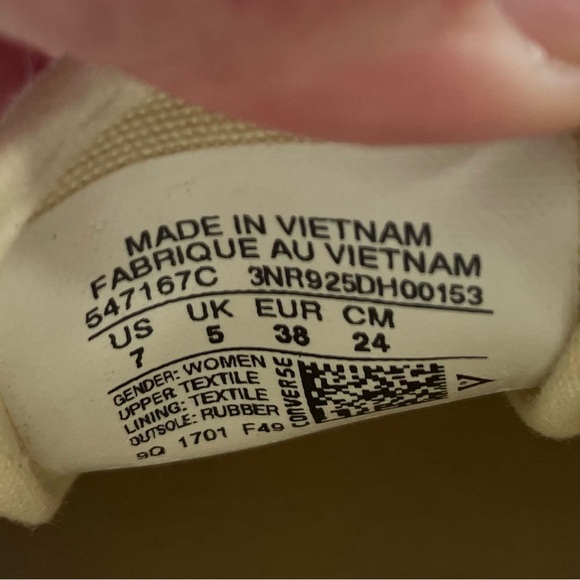 MADE IN VIETNAM
FABRIQUE AU VIETNAM
547167C 3NR925DH00153
US UK EUR CM
7 5 38 24
GENDER: WOMEN
UPPER: TEXTILE
LINING: TEXTILE
OUTSOLE: RUBBER
9Q 1701 F49
CONVERSE
V